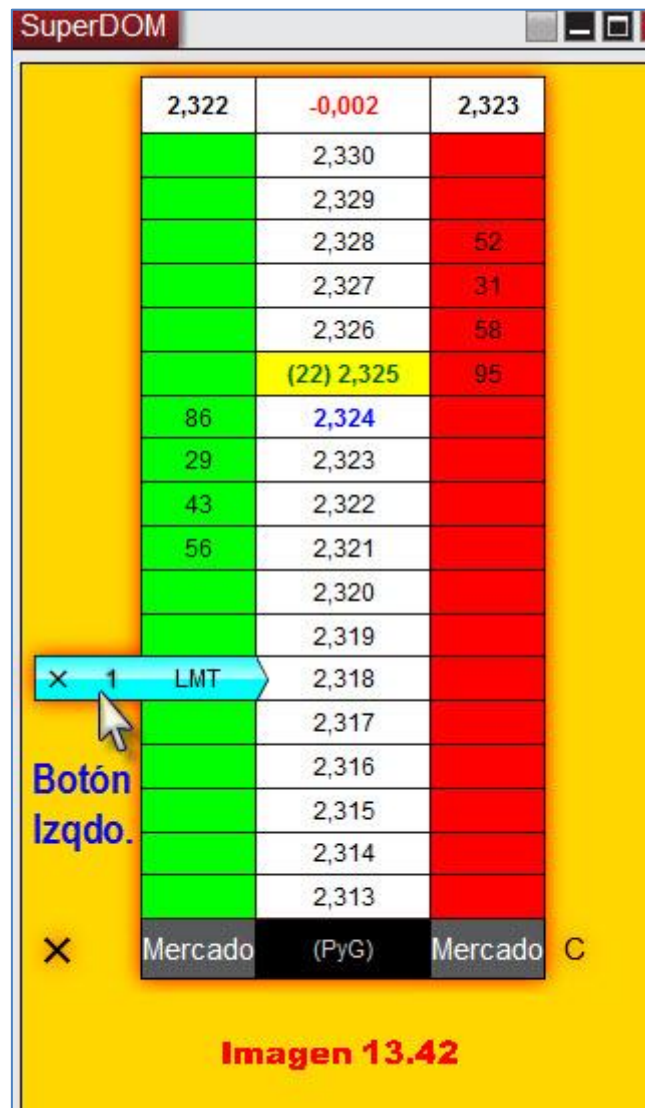 SuperDOM
2,322 -0,002 2,323
2,330
2,329
2,328 52
2,327 31
2,326 58
(22) 2,325 95
86 2,324
29 2,323
43 2,322
56 2,321
2,320
2,319
× 1 LMT 2,318
2,317
Botón
Izqdo.
2,316
2,315
2,314
2,313
× Mercado (PyG) Mercado C
Imagen 13.42